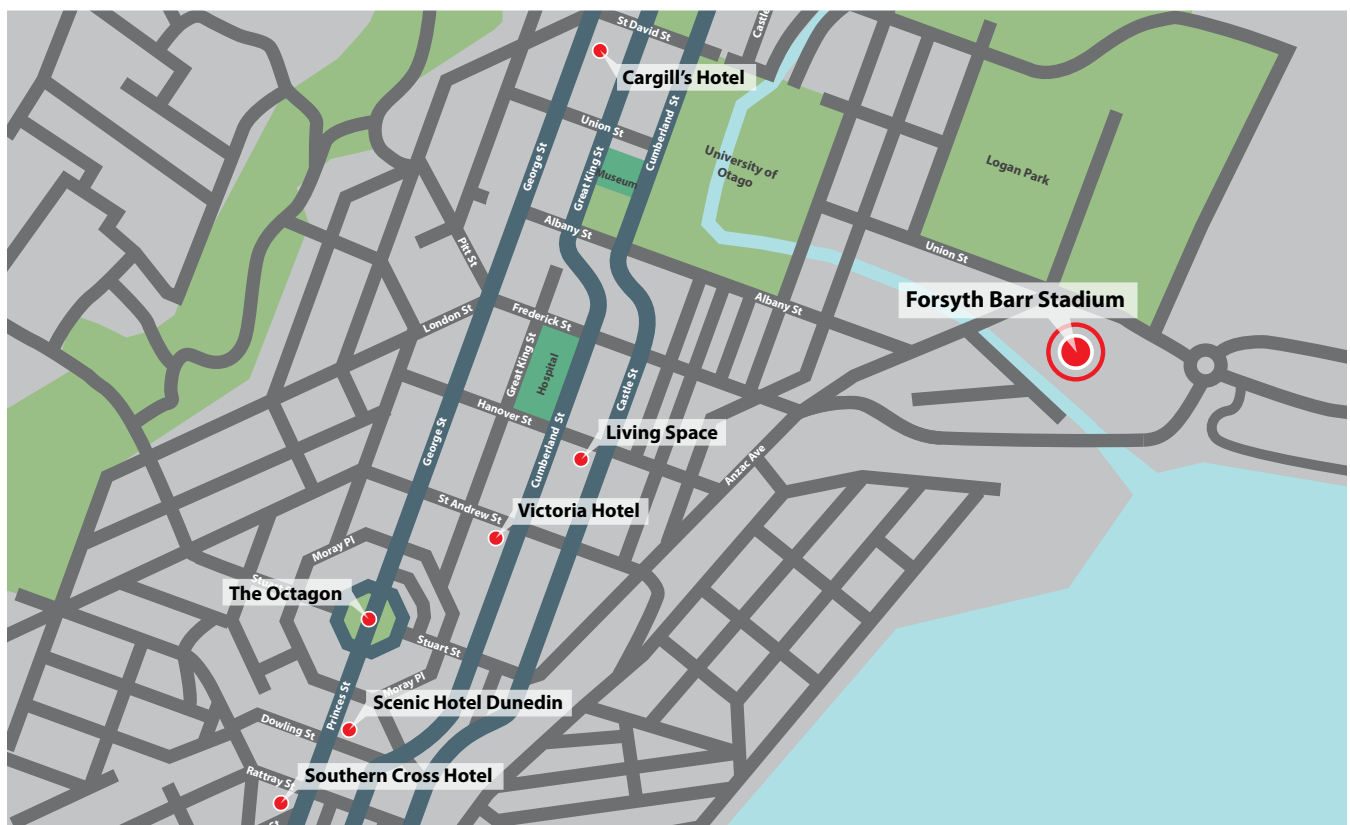 St David St
Castle
Cargill's Hotel
Union St
Cumberland St
George St
Great King St
Museum
University of
Otago
Logan Park
Albany St
Pitt St
Union St
Albany St
Forsyth Barr Stadium
London St
Frederick St
Great King St
Hospital
Castle St
Hanover St
George St
Cumberland St
Living Space
Anzac Ave
St Andrew St
Victoria Hotel
Moray Pl
The Octagon
Stuart St
Moray Pl
Princes St
Scenic Hotel Dunedin
Dowling St
Southern Cross Hotel
Rattray St